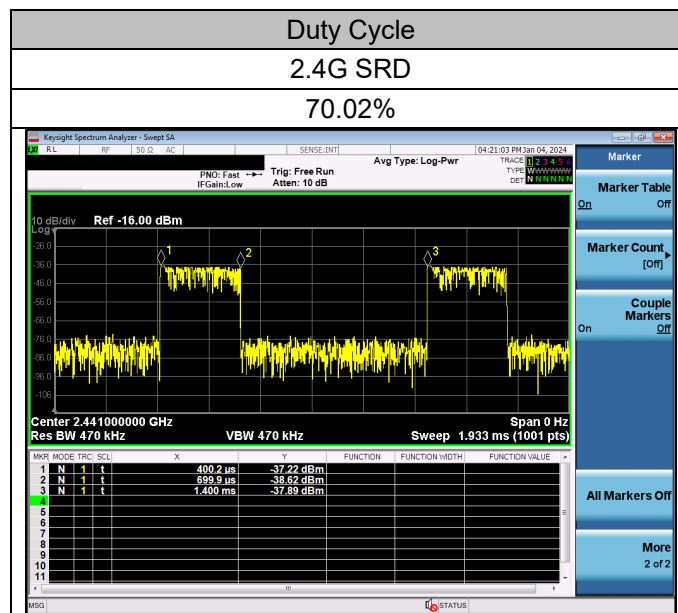 Duty Cycle
2.4G SRD
70.02%
Keysight Spectrum Analyzer - Swept SA
RL RF 50 Ω AC SENSE:INT 04:21:03 PM Jan 04, 2024
Avg Type: Log-Pwr
TRACE 1 2 3 4 5 6
TYPE WWWWWW
DET N N N N N N
PNO: Fast
IFGain:Low
Trig: Free Run
Atten: 10 dB
10 dB/div Ref -16.00 dBm
Log
-26.0
-36.0
-46.0
-56.0
-66.0
-76.0
-86.0
-96.0
-106
1
2
3
Center 2.441000000 GHz Span 0 Hz
Res BW 470 kHz VBW 470 kHz Sweep 1.933 ms (1001 pts)
MKR MODE TRC SCL X Y FUNCTION FUNCTION WIDTH FUNCTION VALUE
1 N 1 t 400.2 µs -37.22 dBm
2 N 1 t 699.9 µs -38.62 dBm
3 N 1 t 1.400 ms -37.89 dBm
4
5
6
7
8
9
10
11
MSG STATUS
Marker
Marker Table
On Off
Marker Count
[Off]
Couple
Markers
On Off
All Markers Off
More
2 of 2